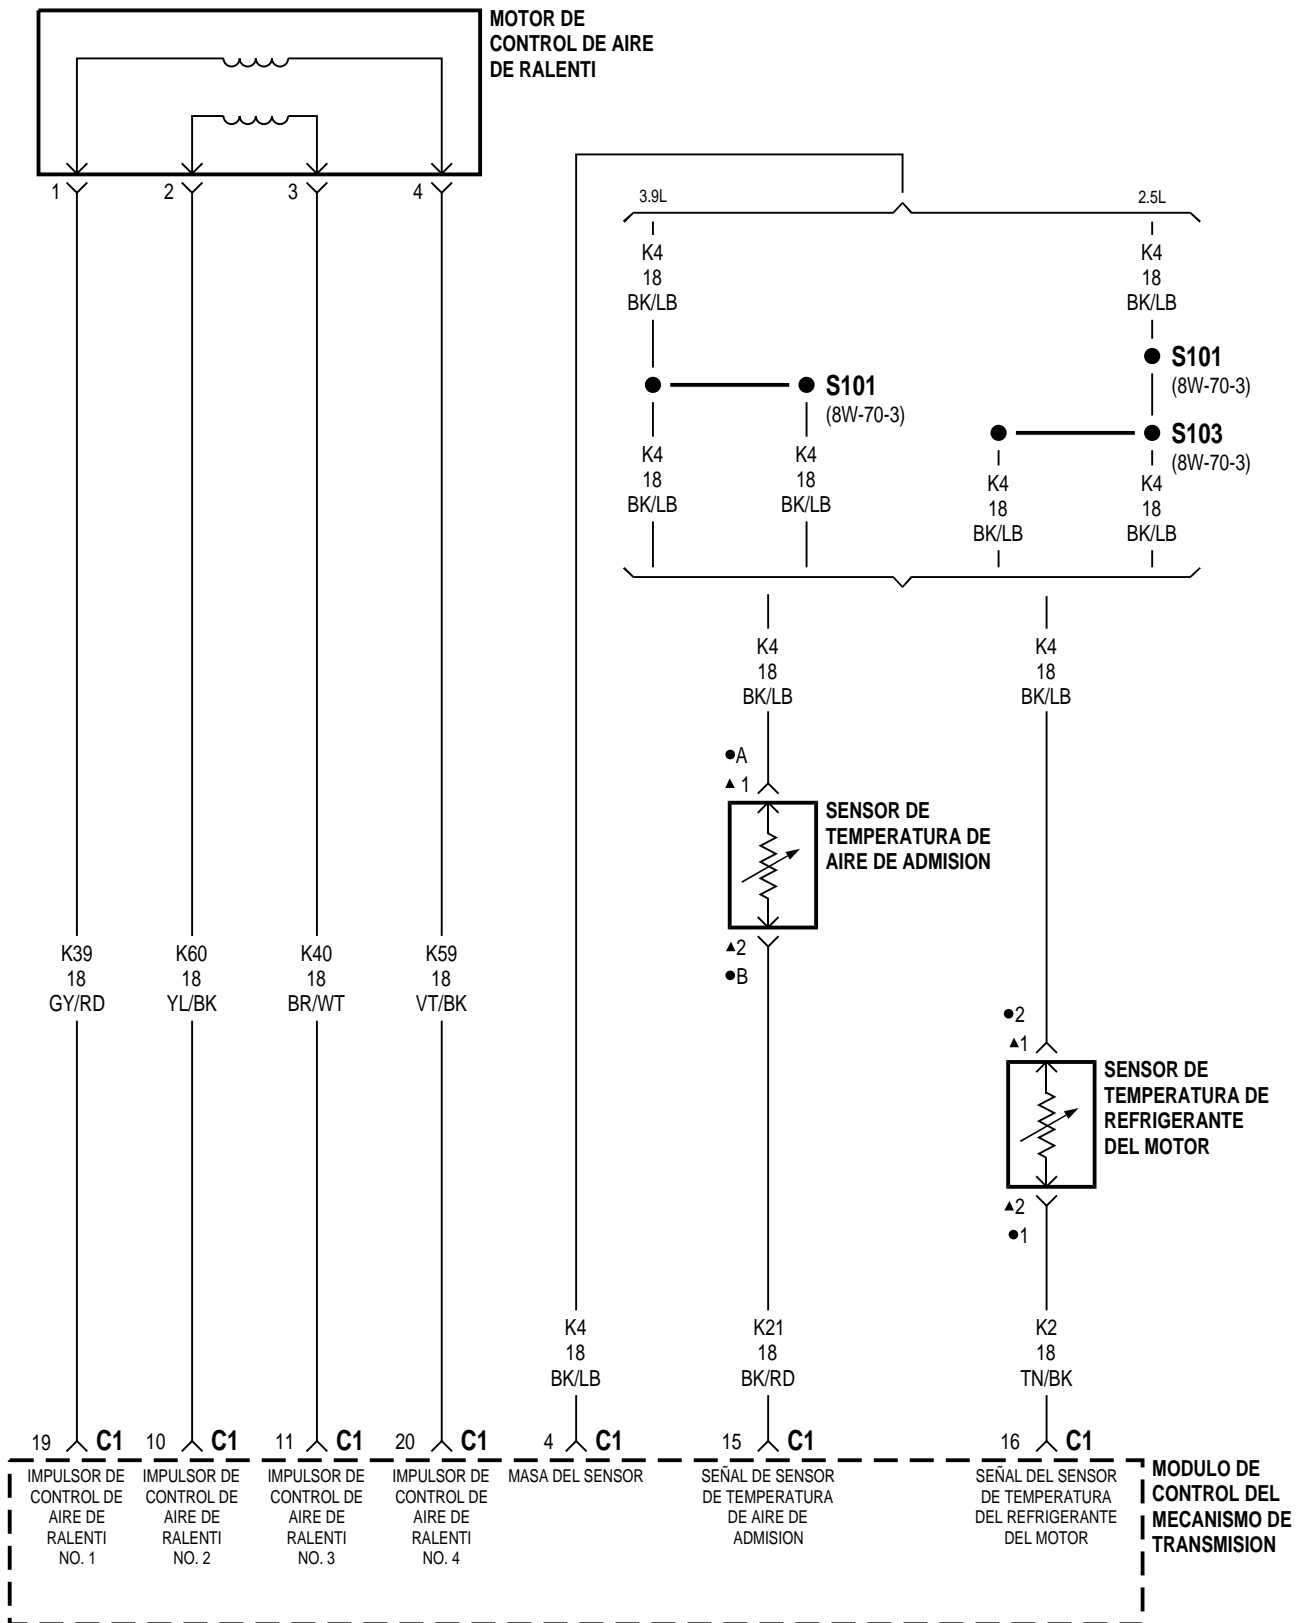 MOTOR DE
CONTROL DE AIRE
DE RALENTI
1 2 3 4
3.9L 2.5L
K4
18
BK/LB
K4
18
BK/LB
S101
(8W-70-3)
S101
(8W-70-3)
S103
(8W-70-3)
K4
18
BK/LB
K4
18
BK/LB
K4
18
BK/LB
K4
18
BK/LB
K4
18
BK/LB
K4
18
BK/LB
●A
▲1
SENSOR DE
TEMPERATURA DE
AIRE DE ADMISION
▲2
●B
K39
18
GY/RD
K60
18
YL/BK
K40
18
BR/WT
K59
18
VT/BK
●2
▲1
SENSOR DE
TEMPERATURA DE
REFRIGERANTE
DEL MOTOR
▲2
●1
K4
18
BK/LB
K21
18
BK/RD
K2
18
TN/BK
19 C1 10 C1 11 C1 20 C1 4 C1 15 C1 16 C1
IMPULSOR DE
CONTROL DE
AIRE DE
RALENTI
NO. 1
IMPULSOR DE
CONTROL DE
AIRE DE
RALENTI
NO. 2
IMPULSOR DE
CONTROL DE
AIRE DE
RALENTI
NO. 3
IMPULSOR DE
CONTROL DE
AIRE DE
RALENTI
NO. 4
MASA DEL SENSOR
SEÑAL DE SENSOR
DE TEMPERATURA
DE AIRE DE
ADMISION
SEÑAL DEL SENSOR
DE TEMPERATURA
DEL REFRIGERANTE
DEL MOTOR
MODULO DE
CONTROL DEL
MECANISMO DE
TRANSMISION